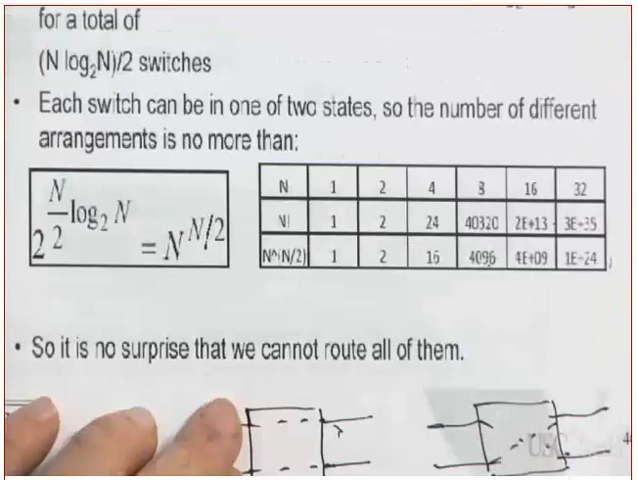 for a total of
(N log₂N)/2 switches
• Each switch can be in one of two states, so the number of different
arrangements is no more than:
2^(N/2 log₂ N) = N^(N/2)
N 1 2 4 8 16 32
N! 1 2 24 40320 2E+13 3E+35
N^(N/2) 1 2 16 4096 4E+09 1E+24
• So it is no surprise that we cannot route all of them.
USC